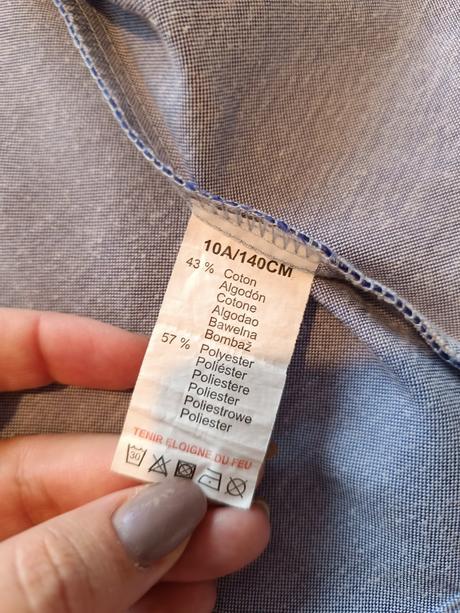 10A/140CM
43 % Coton
Algodón
Cotone
Algodao
Bawełna
Bombaž
57 % Polyester
Poliéster
Poliestere
Poliester
Poliestrowe
Poliester
TENIR ELOIGNE DU FEU
30